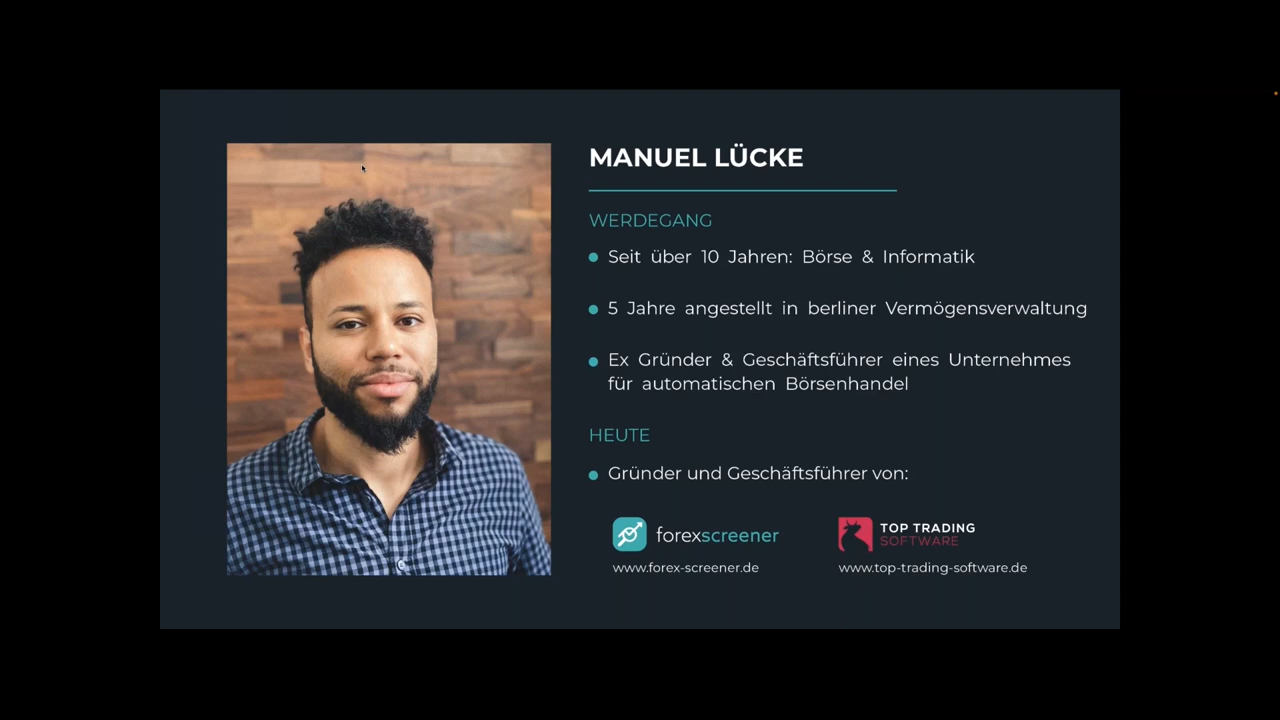 MANUEL LÜCKE
WERDEGANG
Seit über 10 Jahren: Börse & Informatik
5 Jahre angestellt in berliner Vermögensverwaltung
Ex Gründer & Geschäftsführer eines Unternehmes
für automatischen Börsenhandel
HEUTE
Gründer und Geschäftsführer von:
forexscreener
www.forex-screener.de
TOP TRADING
SOFTWARE
www.top-trading-software.de